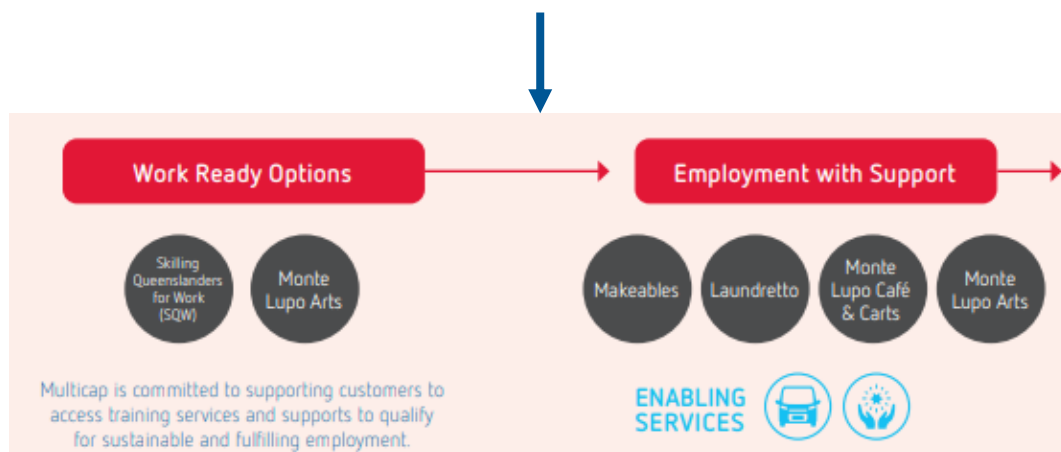 Work Ready Options
Employment with Support
Skilling
Queenslanders
for Work
(SQW)
Monte
Lupo Arts
Makeables
Laundretto
Monte
Lupo Café
& Carts
Monte
Lupo Arts
Multicap is committed to supporting customers to
access training services and supports to qualify
for sustainable and fulfilling employment.
ENABLING
SERVICES